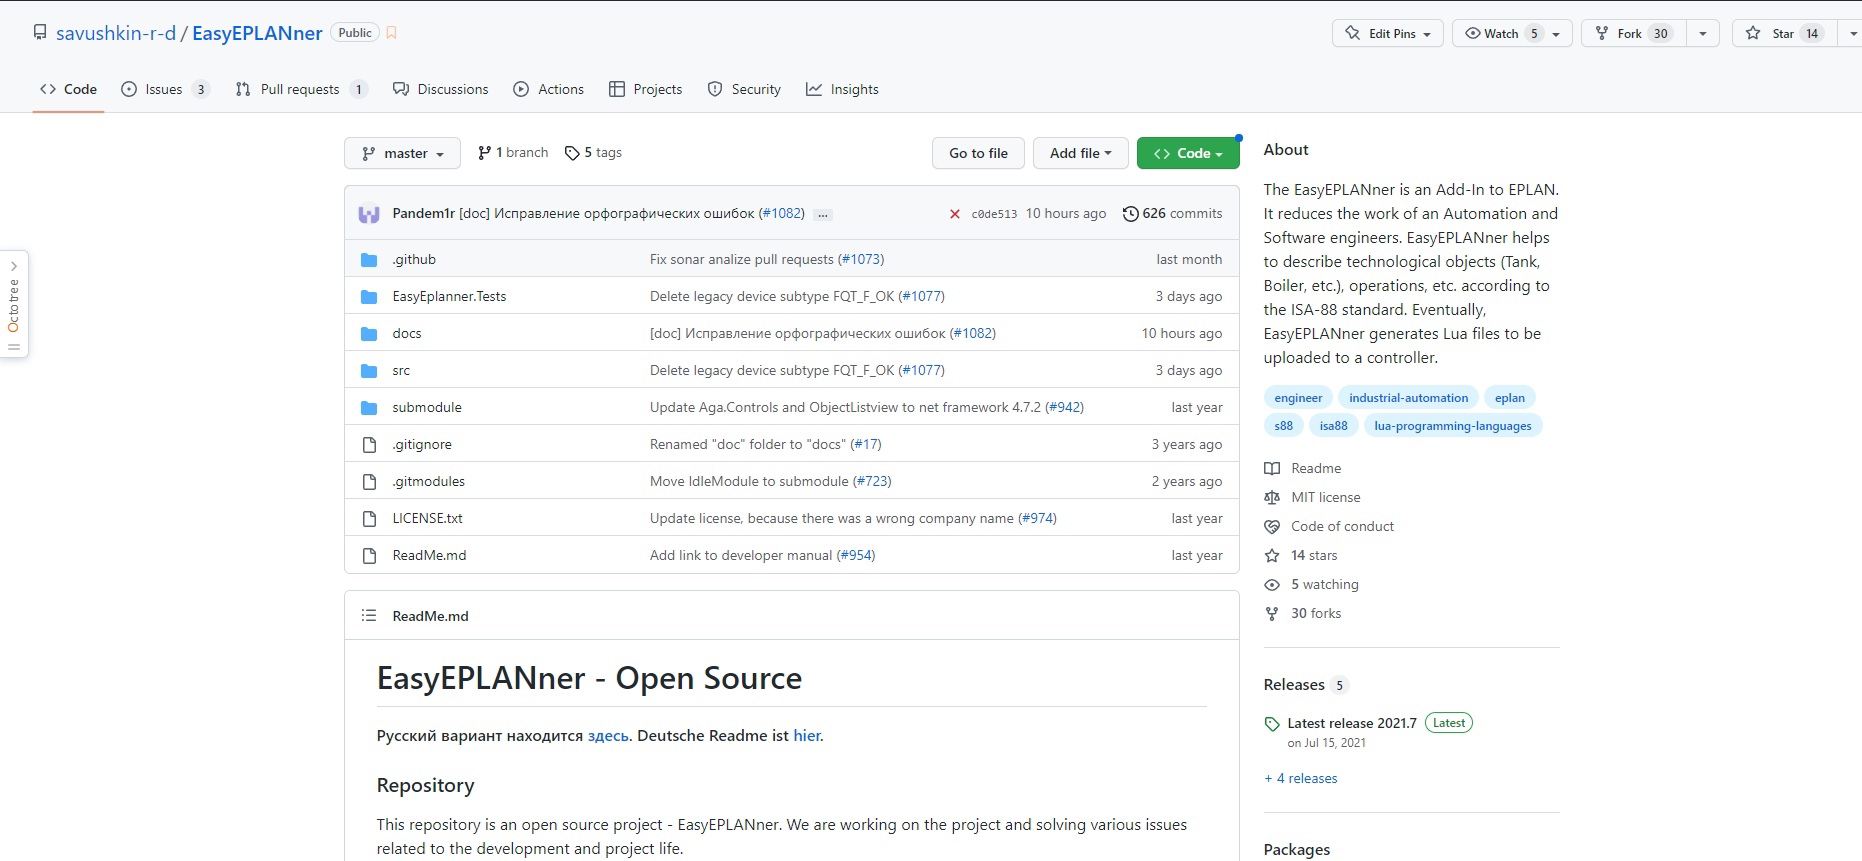 savushkin-r-d / EasyEPLANner Public
Edit Pins Watch 5 Fork 30 Star 14
Code Issues 3 Pull requests 1 Discussions Actions Projects Security Insights
master 1 branch 5 tags Go to file Add file Code
Pandem1r [doc] Исправление орфографических ошибок (#1082) ... c0de513 10 hours ago 626 commits
.github Fix sonar analize pull requests (#1073) last month
EasyEplanner.Tests Delete legacy device subtype FQT_F_OK (#1077) 3 days ago
docs [doc] Исправление орфографических ошибок (#1082) 10 hours ago
src Delete legacy device subtype FQT_F_OK (#1077) 3 days ago
submodule Update Aga.Controls and ObjectListview to net framework 4.7.2 (#942) last year
.gitignore Renamed "doc" folder to "docs" (#17) 3 years ago
.gitmodules Move IdleModule to submodule (#723) 2 years ago
LICENSE.txt Update license, because there was a wrong company name (#974) last year
ReadMe.md Add link to developer manual (#954) last year
ReadMe.md
EasyEPLANner - Open Source
Русский вариант находится здесь. Deutsche Readme ist hier.
Repository
This repository is an open source project - EasyEPLANner. We are working on the project and solving various issues
related to the development and project life.
About
The EasyEPLANner is an Add-In to EPLAN.
It reduces the work of an Automation and
Software engineers. EasyEPLANner helps
to describe technological objects (Tank,
Boiler, etc.), operations, etc. according to
the ISA-88 standard. Eventually,
EasyEPLANner generates Lua files to be
uploaded to a controller.
engineer industrial-automation eplan
s88 isa88 lua-programming-languages
Readme
MIT license
Code of conduct
14 stars
5 watching
30 forks
Releases 5
Latest release 2021.7 Latest
on Jul 15, 2021
+ 4 releases
Packages
Octotree